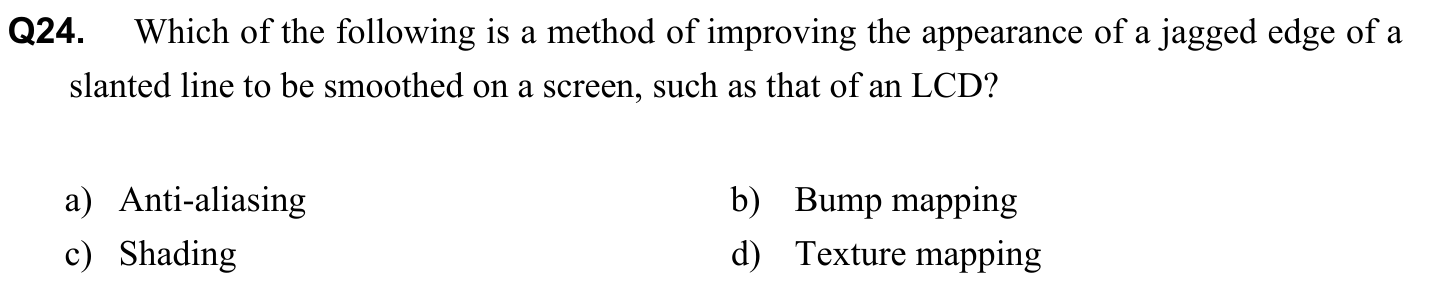 Q24. Which of the following is a method of improving the appearance of a jagged edge of a
slanted line to be smoothed on a screen, such as that of an LCD?
a) Anti-aliasing b) Bump mapping
c) Shading d) Texture mapping